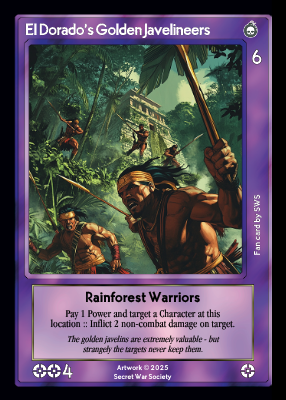 El Dorado's Golden Javelineers
6
Fan card by SWS
Rainforest Warriors
Pay 1 Power and target a Character at this
location :: Inflict 2 non-combat damage on target.
The golden javelins are extremely valuable - but
strangely the targets never keep them.
4
Artwork © 2025
Secret War Society